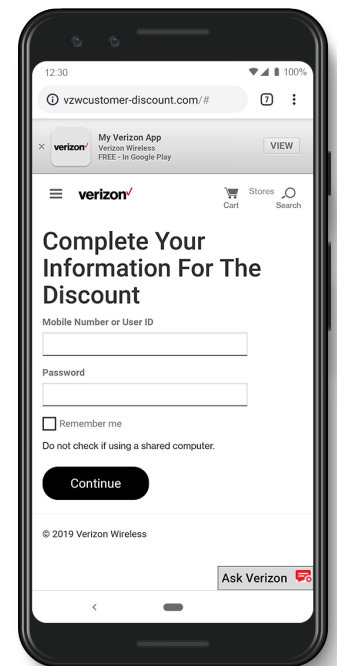 12:30
100%
vzwcustomer-discount.com/#
7
×
verizon✓
My Verizon App
Verizon Wireless
FREE - In Google Play
VIEW
verizon✓
Cart
Stores
Search
Complete Your
Information For The
Discount
Mobile Number or User ID
Password
Remember me
Do not check if using a shared computer.
Continue
© 2019 Verizon Wireless
Ask Verizon